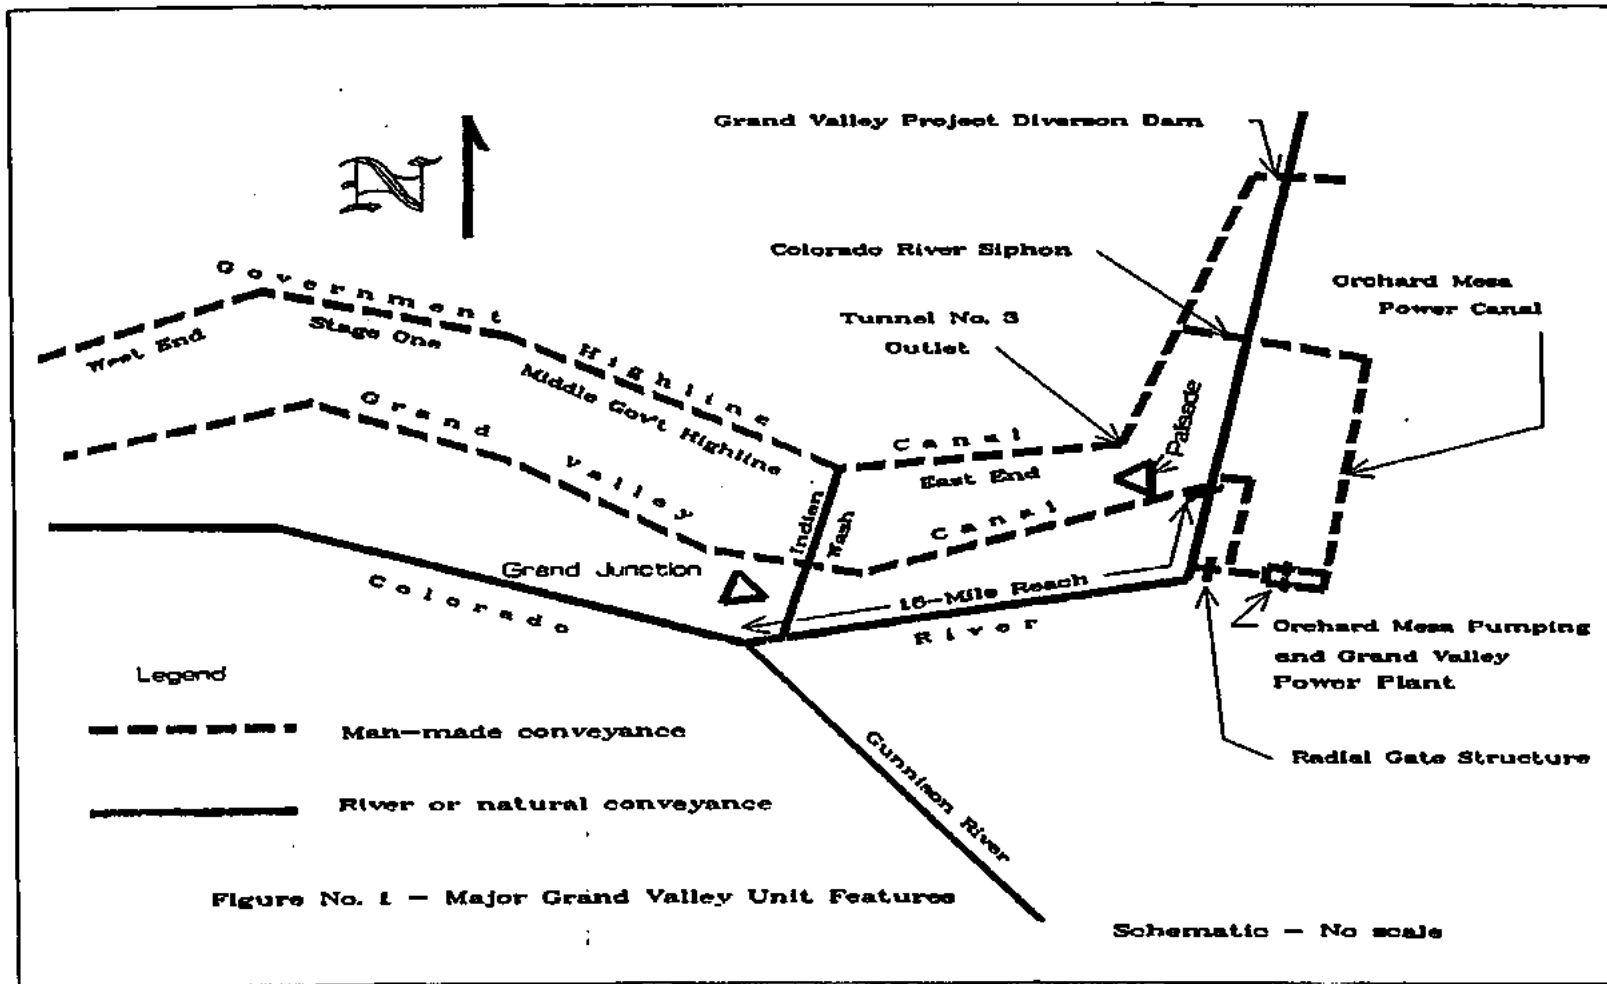 Grand Valley Project Diverson Dam
N
Colorado River Siphon
Orchard Mesa
Power Canal
Tunnel No. 3
Outlet
Government
Highline
Canal
West End
Stage One
Middle Gov't Highline
East End
Palisade
Grand
Valley
Canal
Indian
Wash
Grand Junction
16-Mile Reach
Colorado
River
Orchard Mesa Pumping
and Grand Valley
Power Plant
Radial Gate Structure
Gunnison River
Legend
Man-made conveyance
River or natural conveyance
Figure No. 1 - Major Grand Valley Unit Features
Schematic - No scale